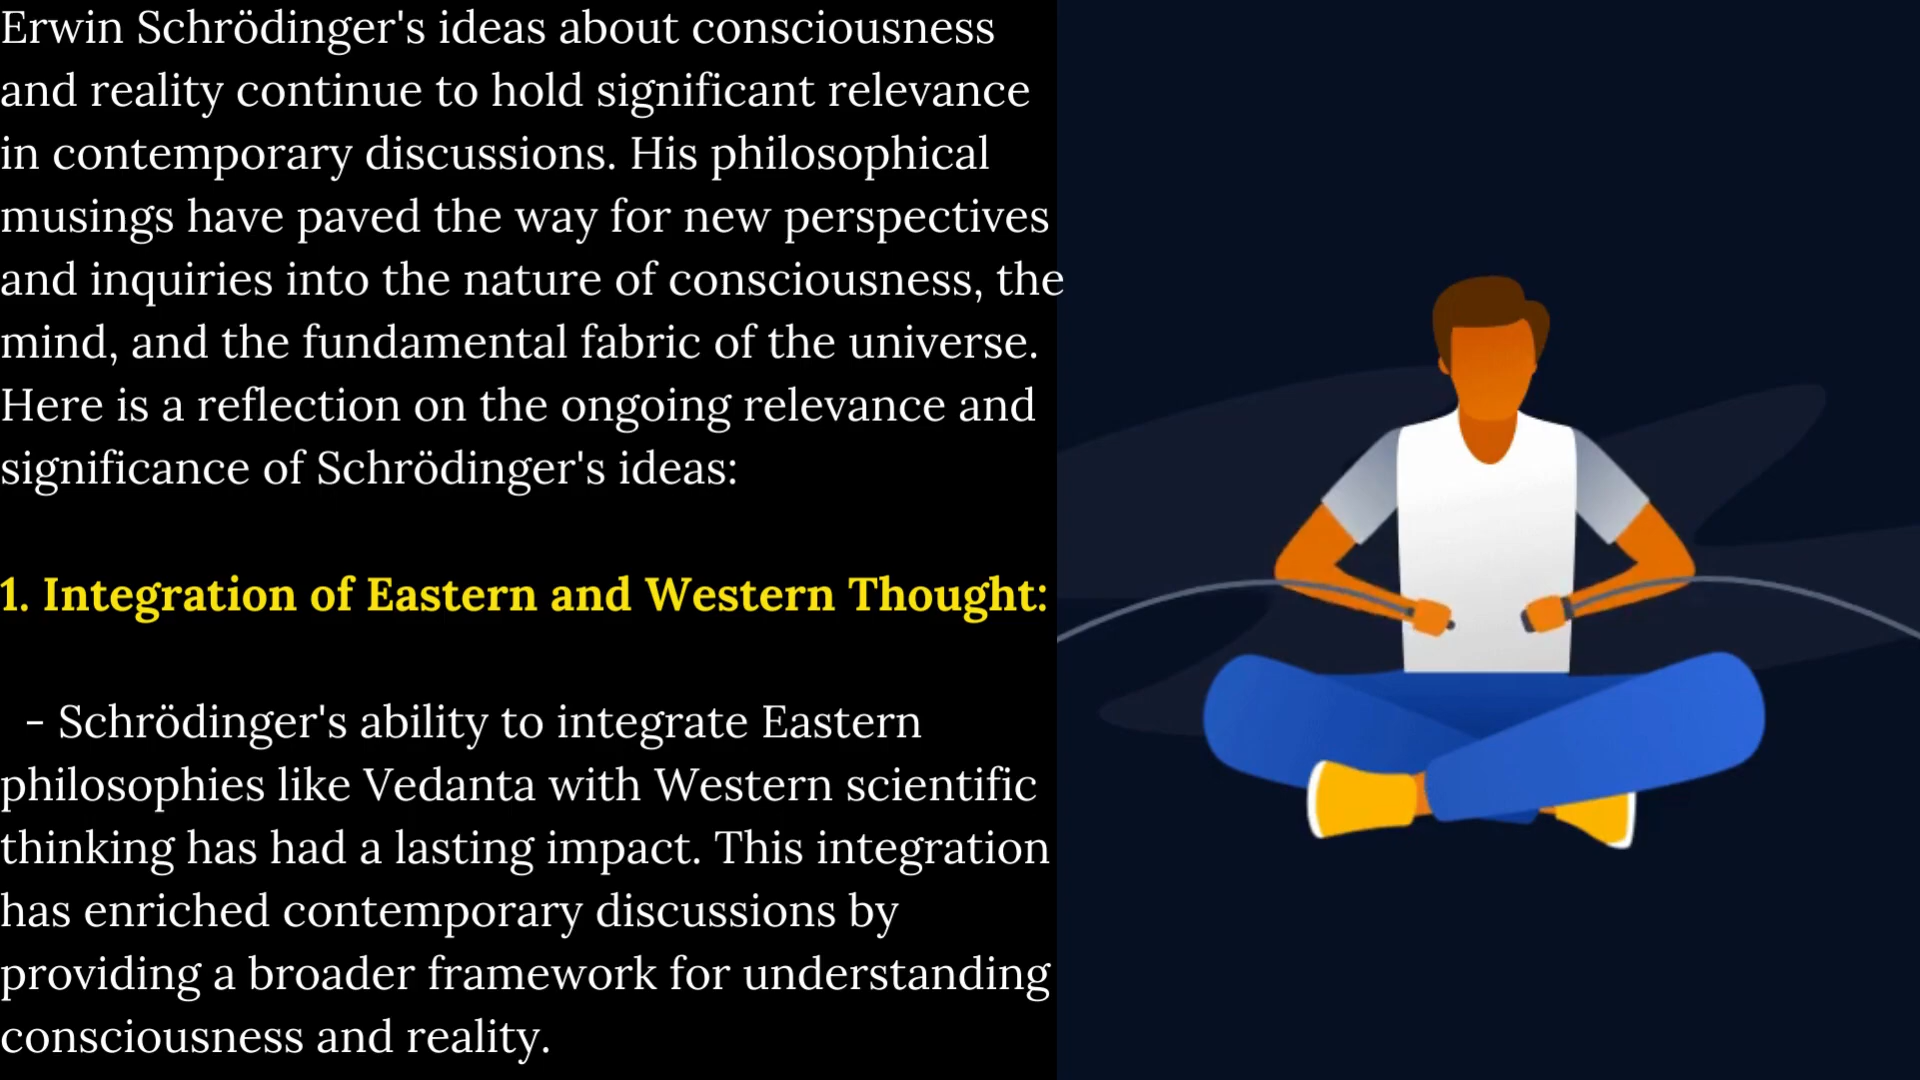 Erwin Schrödinger's ideas about consciousness
and reality continue to hold significant relevance
in contemporary discussions. His philosophical
musings have paved the way for new perspectives
and inquiries into the nature of consciousness, the
mind, and the fundamental fabric of the universe.
Here is a reflection on the ongoing relevance and
significance of Schrödinger's ideas:
1. Integration of Eastern and Western Thought:
- Schrödinger's ability to integrate Eastern
philosophies like Vedanta with Western scientific
thinking has had a lasting impact. This integration
has enriched contemporary discussions by
providing a broader framework for understanding
consciousness and reality.